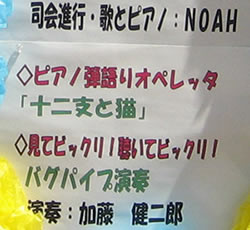 司会進行・歌とピアノ：NOAH
◇ピアノ弾語りオペレッタ
「十二支と猫」
◇見てビックリ！聴いてビックリ！
バグパイプ演奏
演奏：加藤　健二郎